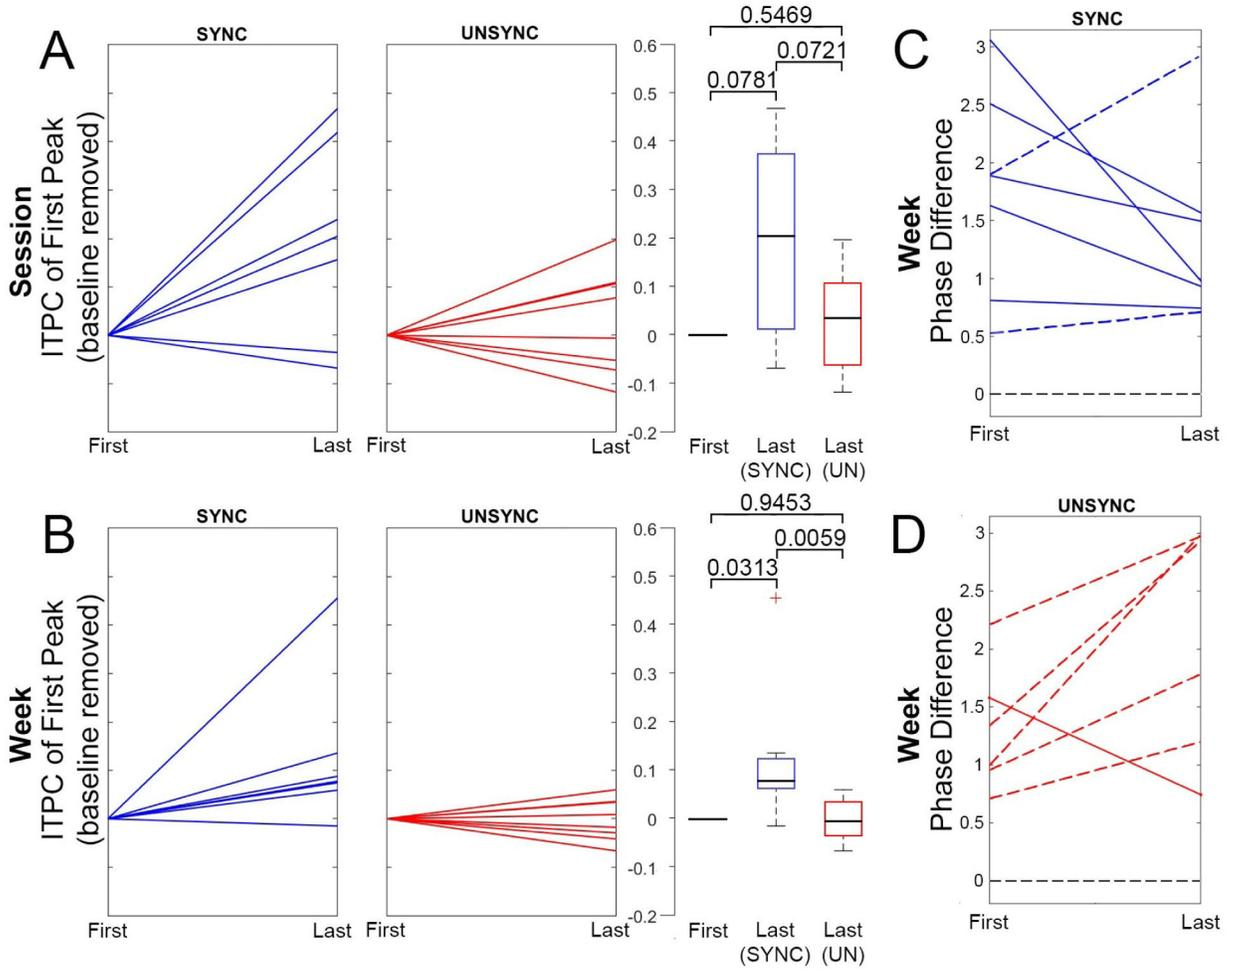 A
SYNC
UNSYNC
Session
ITPC of First Peak
(baseline removed)
First
Last
First
Last
0.6
0.5
0.4
0.3
0.2
0.1
0
-0.1
-0.2
0.5469
0.0721
0.0781
First
Last
(SYNC)
Last
(UN)
C
SYNC
Week
Phase Difference
3
2.5
2
1.5
1
0.5
0
First
Last
B
SYNC
UNSYNC
Week
ITPC of First Peak
(baseline removed)
First
Last
First
Last
0.6
0.5
0.4
0.3
0.2
0.1
0
-0.1
-0.2
0.9453
0.0059
0.0313
First
Last
(SYNC)
Last
(UN)
D
UNSYNC
Week
Phase Difference
3
2.5
2
1.5
1
0.5
0
First
Last